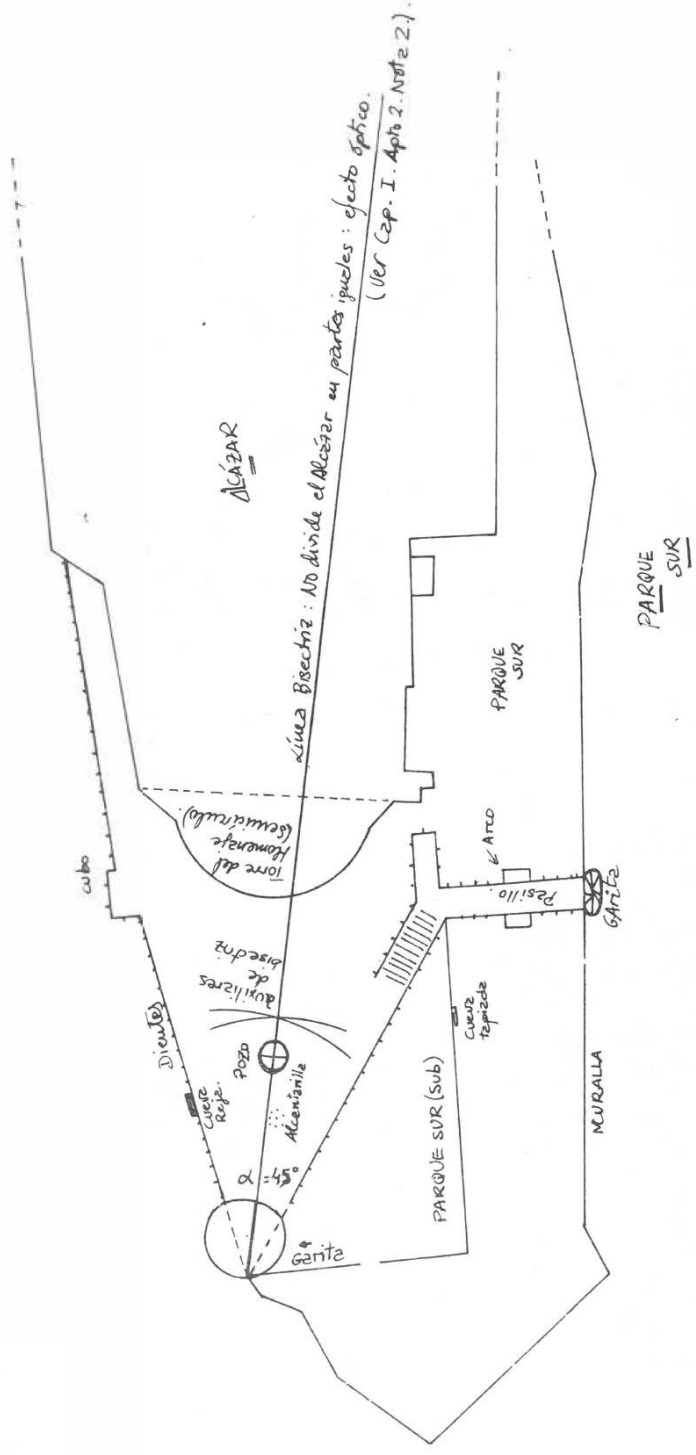 Línea Bisectriz: No divide el Alcázar en partes iguales: efecto óptico.
(Ver Cap. I. Apto 2. Nota 2.).
ALCÁZAR
cubo
Torre del
Homenaje
(semicírculo)
auxiliares
de
bisectriz
Dientes
Cueva
Reja.
Pozo
Alcantarilla
α = 45°
Garita
PARQUE SUR (SUB)
Cueva
tapizada
Arco
Pasillo.
GARita
MURALLA
PARQUE
SUR
PARQUE
SUR